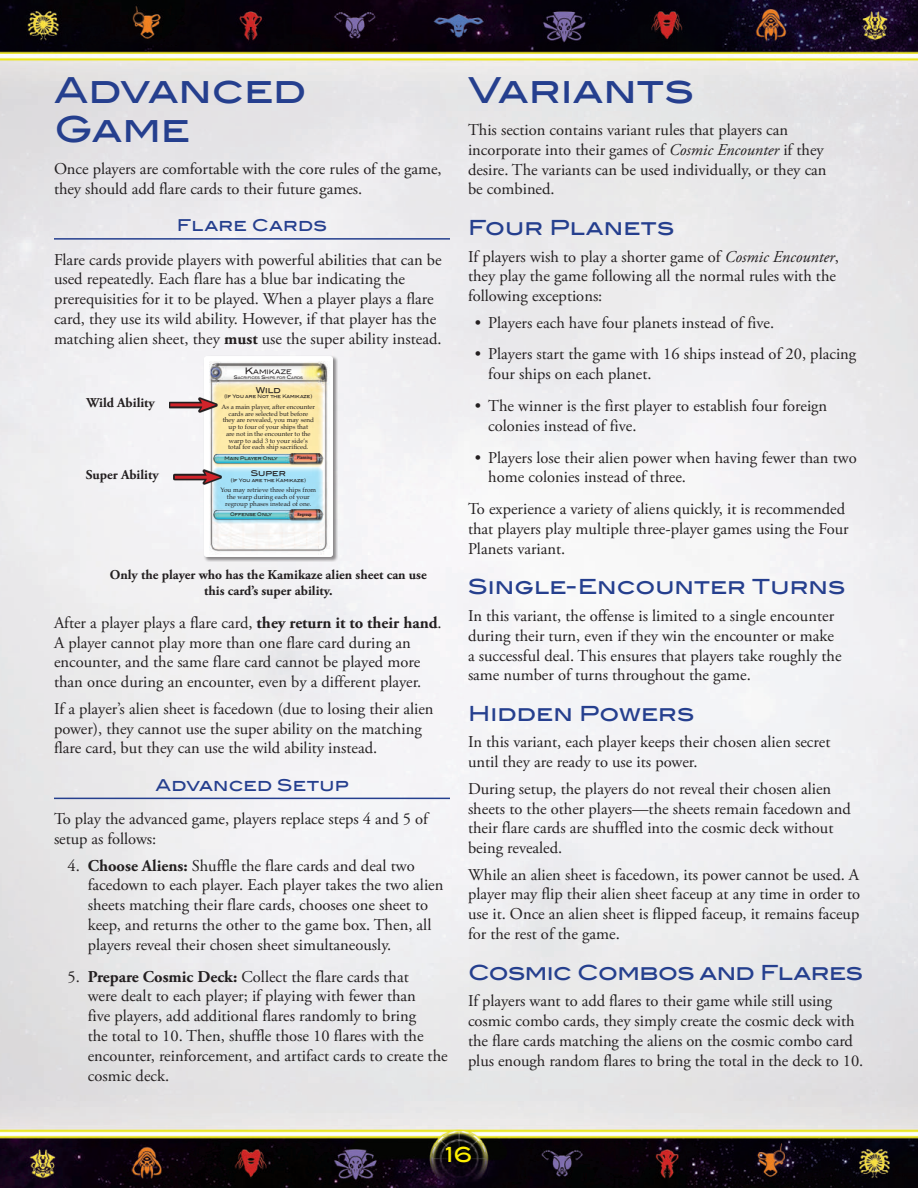 ADVANCED
GAME
Once players are comfortable with the core rules of the game,
they should add flare cards to their future games.
FLARE CARDS
Flare cards provide players with powerful abilities that can be
used repeatedly. Each flare has a blue bar indicating the
prerequisities for it to be played. When a player plays a flare
card, they use its wild ability. However, if that player has the
matching alien sheet, they must use the super ability instead.
Wild Ability
Super Ability
KAMIKAZE
SACRIFICES SHIPS FOR CARDS
WILD
(IF YOU ARE NOT THE KAMIKAZE)
As a main player, after encounter
cards are selected but before
they are revealed, you may send
up to four of your ships that
are not in the encounter to the
warp to add 3 to your side's
total for each ship sacrificed.
MAIN PLAYER ONLY
Planning
SUPER
(IF YOU ARE THE KAMIKAZE)
You may retrieve three ships from
the warp during each of your
regroup phases instead of one.
OFFENSE ONLY
Regroup
Only the player who has the Kamikaze alien sheet can use
this card's super ability.
After a player plays a flare card, they return it to their hand.
A player cannot play more than one flare card during an
encounter, and the same flare card cannot be played more
than once during an encounter, even by a different player.
If a player's alien sheet is facedown (due to losing their alien
power), they cannot use the super ability on the matching
flare card, but they can use the wild ability instead.
ADVANCED SETUP
To play the advanced game, players replace steps 4 and 5 of
setup as follows:
4. Choose Aliens: Shuffle the flare cards and deal two
facedown to each player. Each player takes the two alien
sheets matching their flare cards, chooses one sheet to
keep, and returns the other to the game box. Then, all
players reveal their chosen sheet simultaneously.
5. Prepare Cosmic Deck: Collect the flare cards that
were dealt to each player; if playing with fewer than
five players, add additional flares randomly to bring
the total to 10. Then, shuffle those 10 flares with the
encounter, reinforcement, and artifact cards to create the
cosmic deck.
VARIANTS
This section contains variant rules that players can
incorporate into their games of Cosmic Encounter if they
desire. The variants can be used individually, or they can
be combined.
FOUR PLANETS
If players wish to play a shorter game of Cosmic Encounter,
they play the game following all the normal rules with the
following exceptions:
• Players each have four planets instead of five.
• Players start the game with 16 ships instead of 20, placing
four ships on each planet.
• The winner is the first player to establish four foreign
colonies instead of five.
• Players lose their alien power when having fewer than two
home colonies instead of three.
To experience a variety of aliens quickly, it is recommended
that players play multiple three-player games using the Four
Planets variant.
SINGLE-ENCOUNTER TURNS
In this variant, the offense is limited to a single encounter
during their turn, even if they win the encounter or make
a successful deal. This ensures that players take roughly the
same number of turns throughout the game.
HIDDEN POWERS
In this variant, each player keeps their chosen alien secret
until they are ready to use its power.
During setup, the players do not reveal their chosen alien
sheets to the other players—the sheets remain facedown and
their flare cards are shuffled into the cosmic deck without
being revealed.
While an alien sheet is facedown, its power cannot be used. A
player may flip their alien sheet faceup at any time in order to
use it. Once an alien sheet is flipped faceup, it remains faceup
for the rest of the game.
COSMIC COMBOS AND FLARES
If players want to add flares to their game while still using
cosmic combo cards, they simply create the cosmic deck with
the flare cards matching the aliens on the cosmic combo card
plus enough random flares to bring the total in the deck to 10.
16